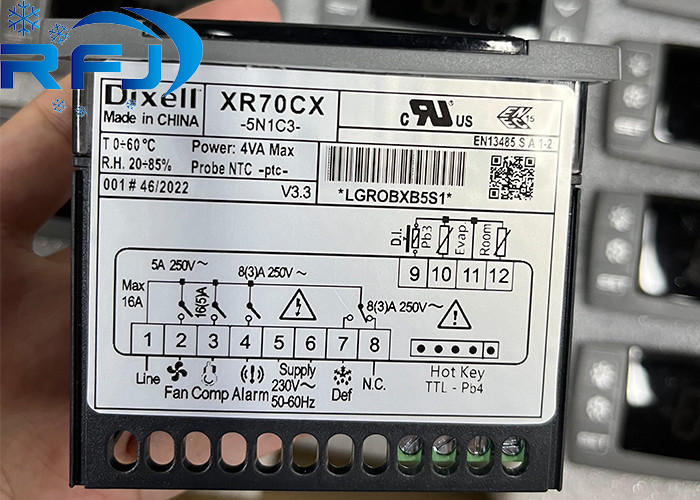 RFJ
Dixell
Made in CHINA
XR70CX
-5N1C3-
c RU US
15
EN13485 S A 1-2
T 0÷60°C
R.H. 20÷85%
Power: 4VA Max
Probe NTC -ptc-
001 # 46/2022
V3.3
*LGROBXB5S1*
D.I.
Pb3
Evap
Room
9 10 11 12
5A 250V~
8(3)A 250V~
Max
16A
16(5)A
8(3)A 250V~
1 2 3 4 5 6 7 8
Line
Fan Comp Alarm
Supply
230V~
50-60Hz
Def
N.C.
Hot Key
TTL - Pb4